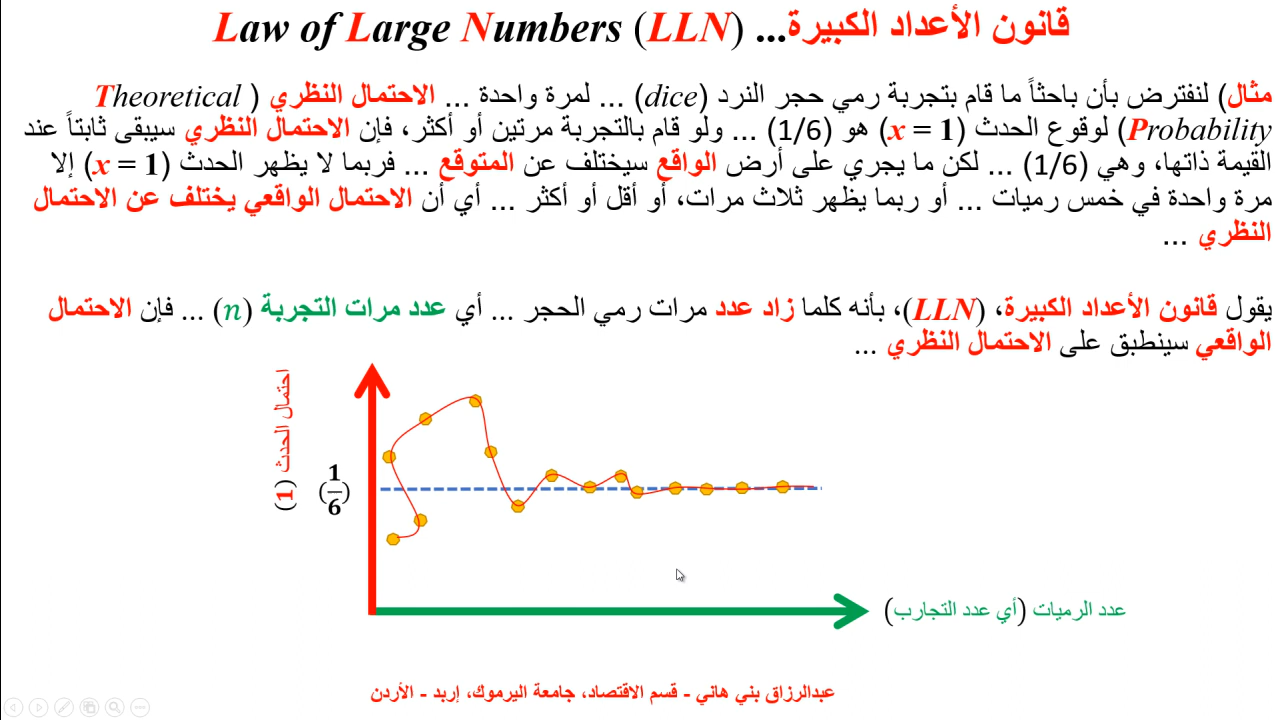 قانون الأعداد الكبيرة... Law of Large Numbers (LLN)
مثال) لنفترض بأن باحثاً ما قام بتجربة رمي حجر النرد (dice) ... لمرة واحدة ... الاحتمال النظري ( Theoretical
Probability) لوقوع الحدث (x = 1) هو (1/6) ... ولو قام بالتجربة مرتين أو أكثر، فإن الاحتمال النظري سيبقى ثابتاً عند
القيمة ذاتها، وهي (1/6) ... لكن ما يجري على أرض الواقع سيختلف عن المتوقع ... فربما لا يظهر الحدث (x = 1) إلا
مرة واحدة في خمس رميات ... أو ربما يظهر ثلاث مرات، أو أقل أو أكثر ... أي أن الاحتمال الواقعي يختلف عن الاحتمال
النظري ...
يقول قانون الأعداد الكبيرة، (LLN)، بأنه كلما زاد عدد مرات رمي الحجر ... أي عدد مرات التجربة (n) ... فإن الاحتمال
الواقعي سينطبق على الاحتمال النظري ...
احتمال الحدث (1)
(1/6)
عدد الرميات (أي عدد التجارب)
عبدالرزاق بني هاني - قسم الاقتصاد، جامعة اليرموك، إربد - الأردن